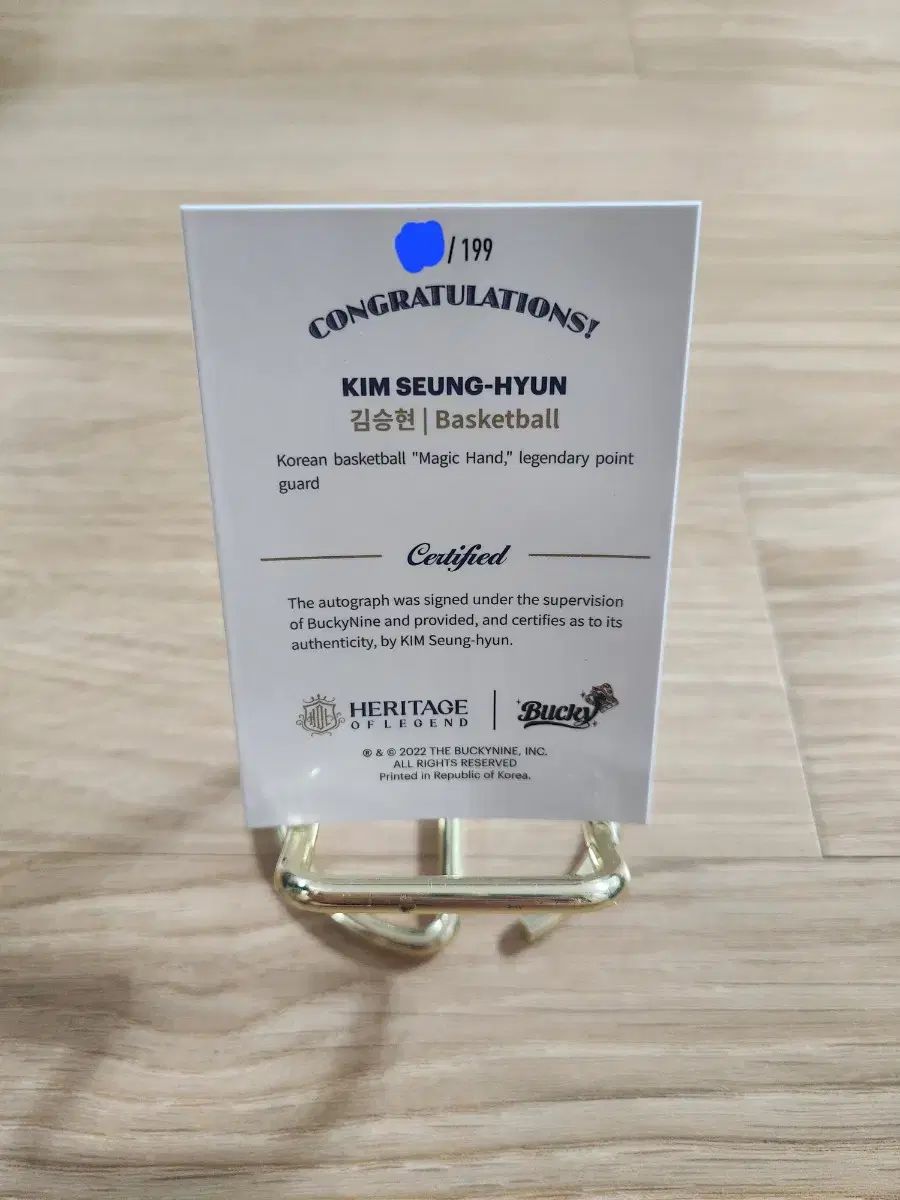 / 199
CONGRATULATIONS!
KIM SEUNG-HYUN
김승현 | Basketball
Korean basketball "Magic Hand," legendary point
guard
Certified
The autograph was signed under the supervision
of BuckyNine and provided, and certifies as to its
authenticity, by KIM Seung-hyun.
HOL HERITAGE
OF LEGEND
Bucky
® & © 2022 THE BUCKYNINE, INC.
ALL RIGHTS RESERVED
Printed in Republic of Korea.